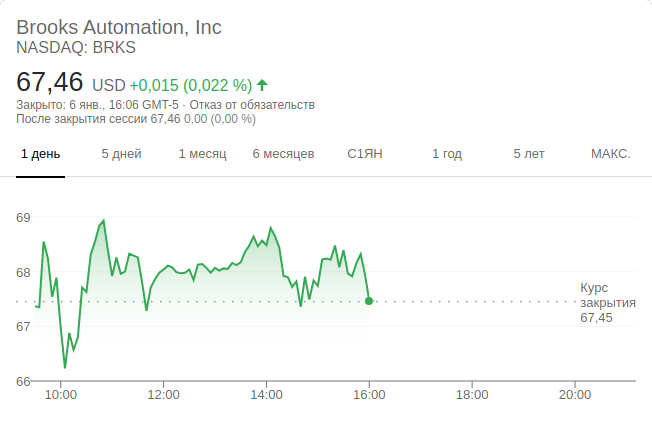 Brooks Automation, Inc
NASDAQ: BRKS
67,46 USD +0,015 (0,022 %)
Закрыто: 6 янв., 16:06 GMT-5 · Отказ от обязательств
После закрытия сессии 67,46 0,00 (0,00 %)
1 день 5 дней 1 месяц 6 месяцев С1ЯН 1 год 5 лет МАКС.
69
68
Курс
закрытия
67,45
67
66
10:00 12:00 14:00 16:00 18:00 20:00